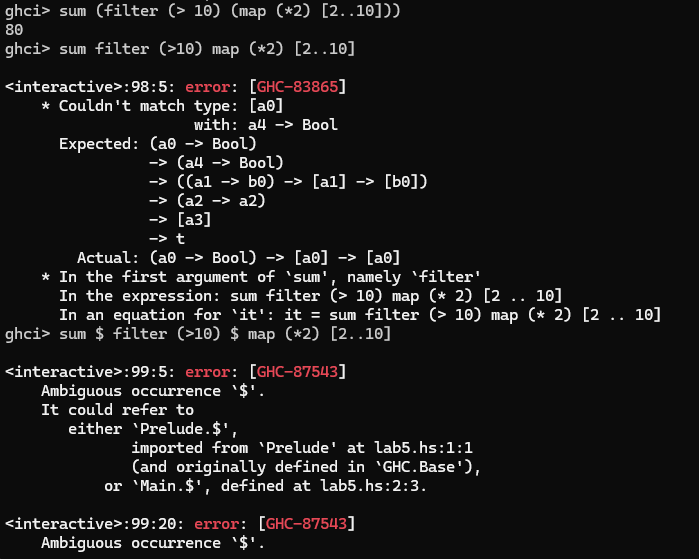 ghci> sum (filter (> 10) (map (*2) [2..10]))
80
ghci> sum filter (>10) map (*2) [2..10]

<interactive>:98:5: error: [GHC-83865]
    * Couldn't match type: [a0]
                     with: a4 -> Bool
      Expected: (a0 -> Bool)
                -> (a4 -> Bool)
                -> ((a1 -> b0) -> [a1] -> [b0])
                -> (a2 -> a2)
                -> [a3]
                -> t
        Actual: (a0 -> Bool) -> [a0] -> [a0]
    * In the first argument of `sum', namely `filter'
      In the expression: sum filter (> 10) map (* 2) [2 .. 10]
      In an equation for `it': it = sum filter (> 10) map (* 2) [2 .. 10]
ghci> sum $ filter (>10) $ map (*2) [2..10]

<interactive>:99:5: error: [GHC-87543]
    Ambiguous occurrence `$'.
    It could refer to
       either `Prelude.$',
              imported from `Prelude' at lab5.hs:1:1
              (and originally defined in `GHC.Base'),
           or `Main.$', defined at lab5.hs:2:3.

<interactive>:99:20: error: [GHC-87543]
    Ambiguous occurrence `$'.